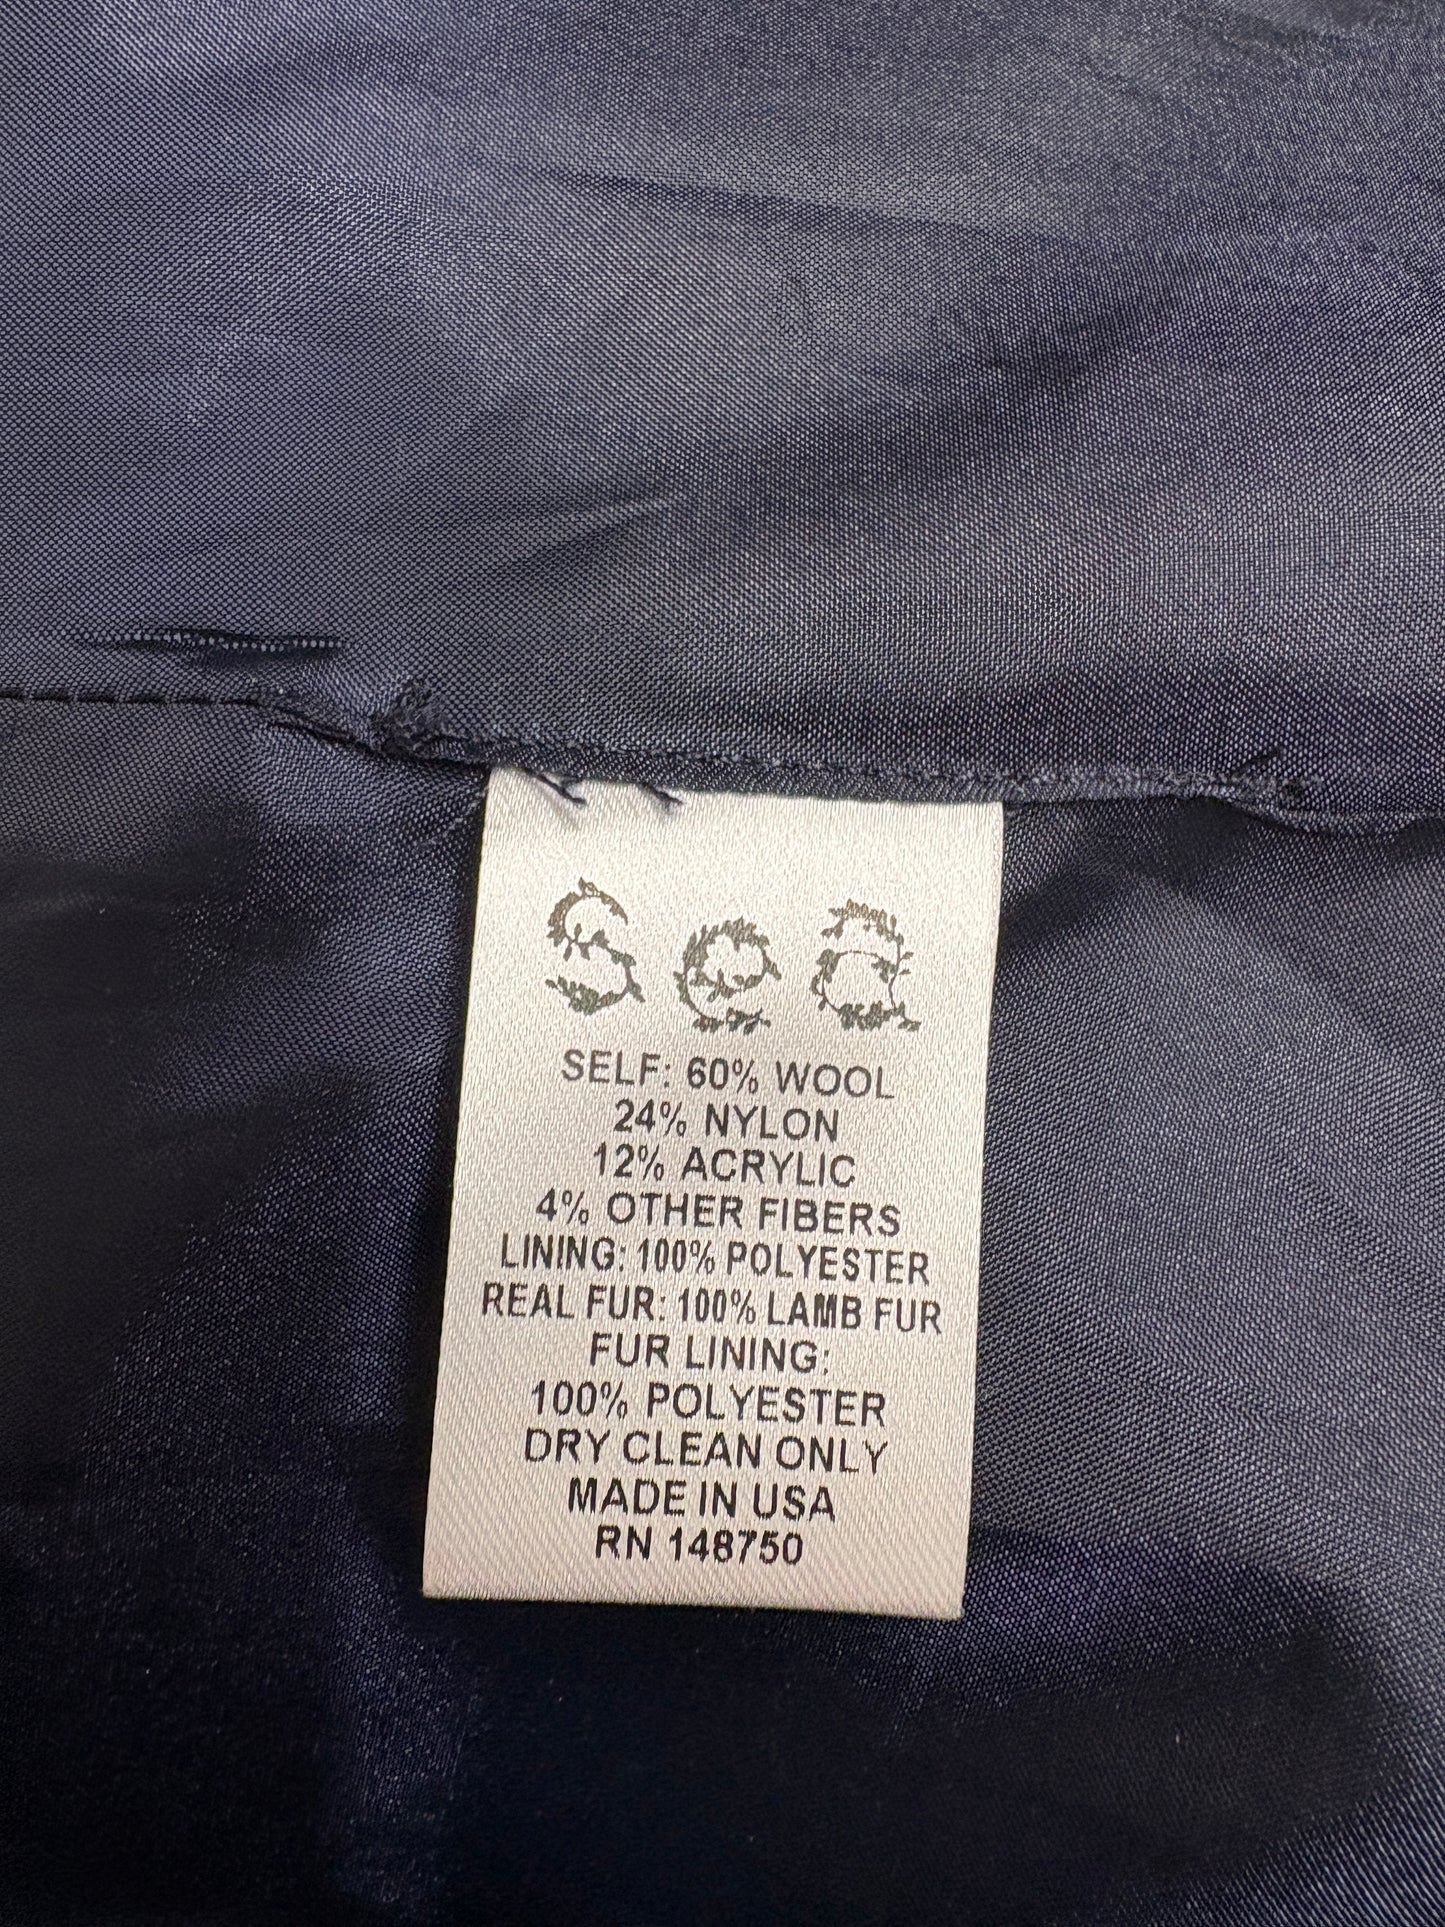 Sea
SELF: 60% WOOL
24% NYLON
12% ACRYLIC
4% OTHER FIBERS
LINING: 100% POLYESTER
REAL FUR: 100% LAMB FUR
FUR LINING:
100% POLYESTER
DRY CLEAN ONLY
MADE IN USA
RN 148750